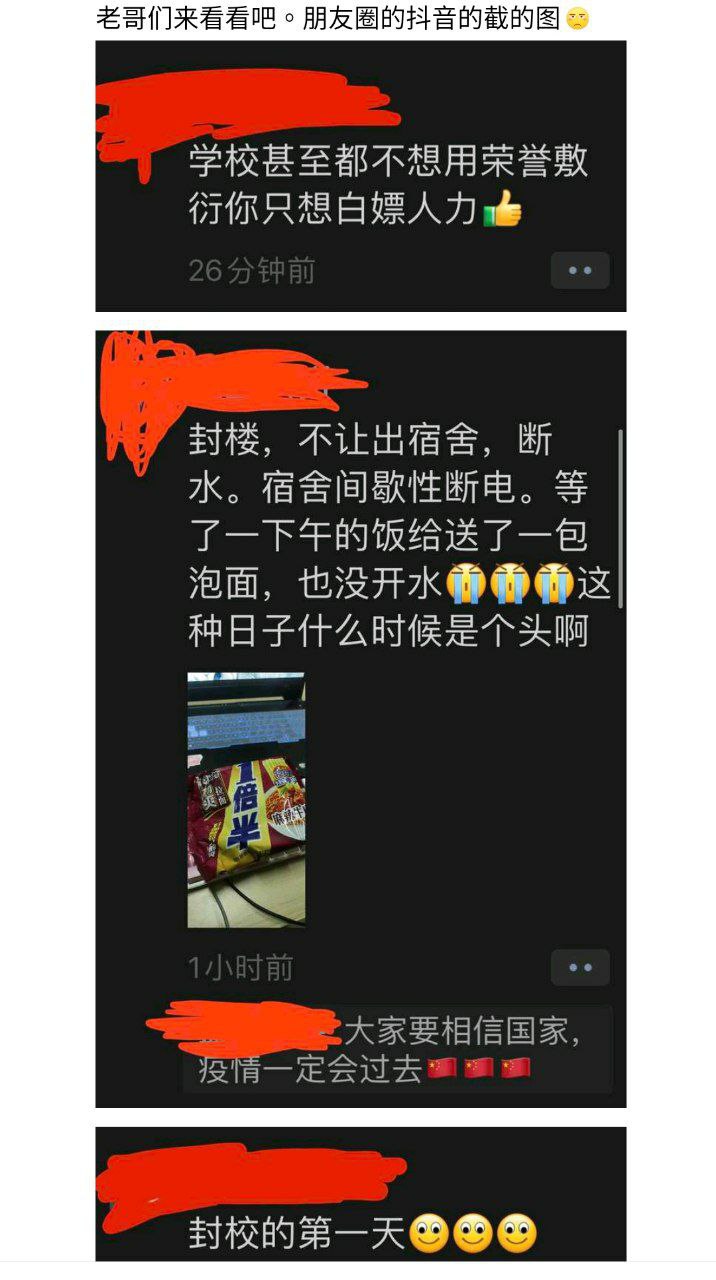 老哥们来看看吧。朋友圈的抖音的截的图😒
学校甚至都不想用荣誉敷
衍你只想白嫖人力👍
26分钟前
封楼，不让出宿舍，断
水。宿舍间歇性断电。等
了一下午的饭给送了一包
泡面，也没开水😭😭😭这
种日子什么时候是个头啊
1倍半
拉面
麻辣牛
1小时前
大家要相信国家，
疫情一定会过去🇨🇳🇨🇳🇨🇳
封校的第一天🙂🙂🙂